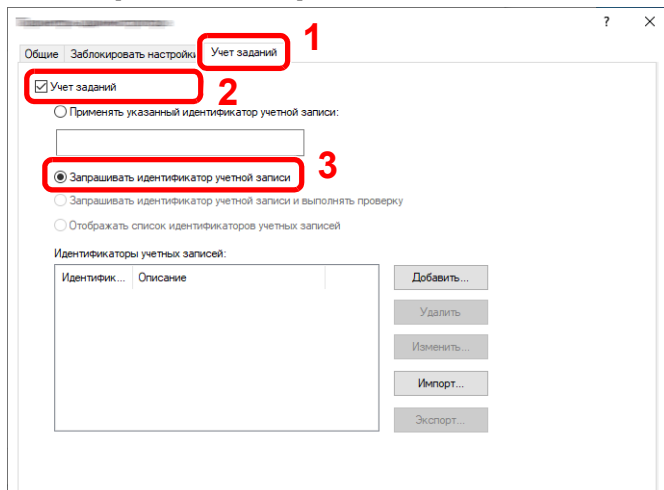 ? ×
1
Общие Заблокировать настройки Учет заданий
Учет заданий 2
Применять указанный идентификатор учетной записи:
Запрашивать идентификатор учетной записи 3
Запрашивать идентификатор учетной записи и выполнять проверку
Отображать список идентификаторов учетных записей
Идентификаторы учетных записей:
Идентифик... Описание Добавить...
Удалить
Изменить...
Импорт...
Экспорт...